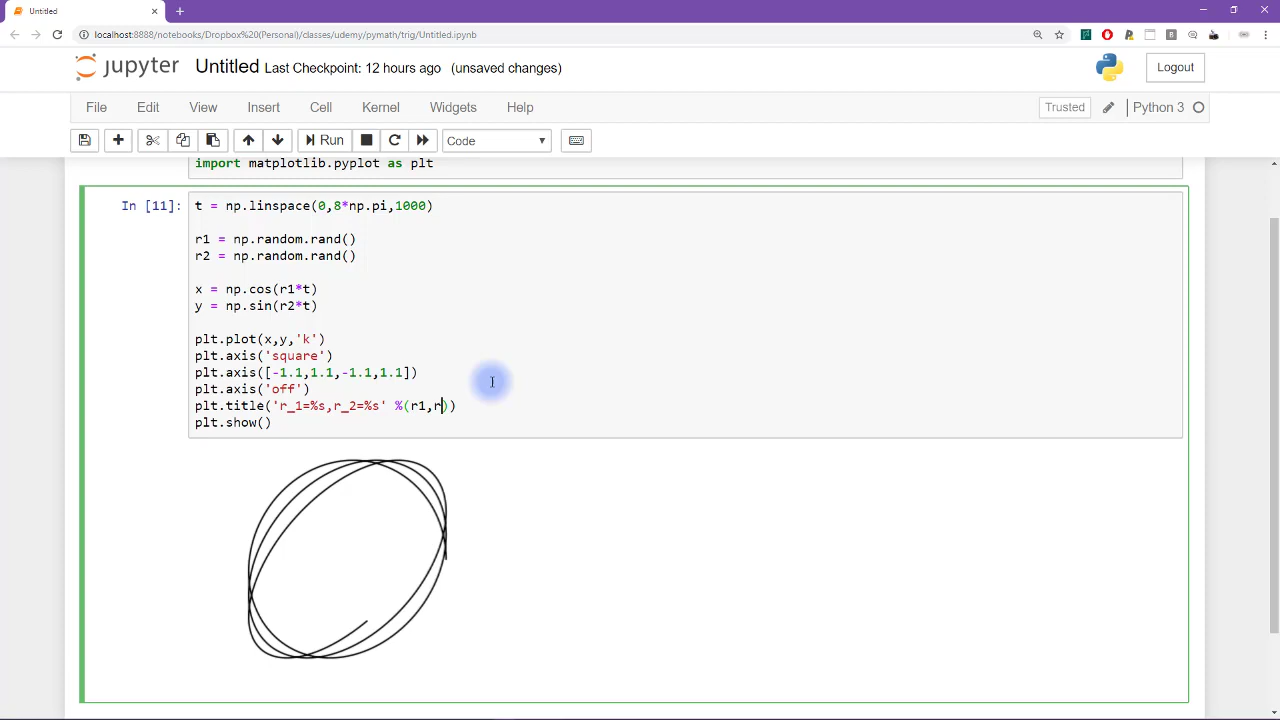 Untitled
localhost:8888/notebooks/Dropbox%20(Personal)/classes/udemy/pymath/trig/Untitled.ipynb
jupyter Untitled Last Checkpoint: 12 hours ago (unsaved changes) Logout
File Edit View Insert Cell Kernel Widgets Help Trusted Python 3
Run Code
import matplotlib.pyplot as plt
In [11]: t = np.linspace(0,8*np.pi,1000)
r1 = np.random.rand()
r2 = np.random.rand()
x = np.cos(r1*t)
y = np.sin(r2*t)
plt.plot(x,y,'k')
plt.axis('square')
plt.axis([-1.1,1.1,-1.1,1.1])
plt.axis('off')
plt.title('r_1=%s,r_2=%s' %(r1,r))
plt.show()